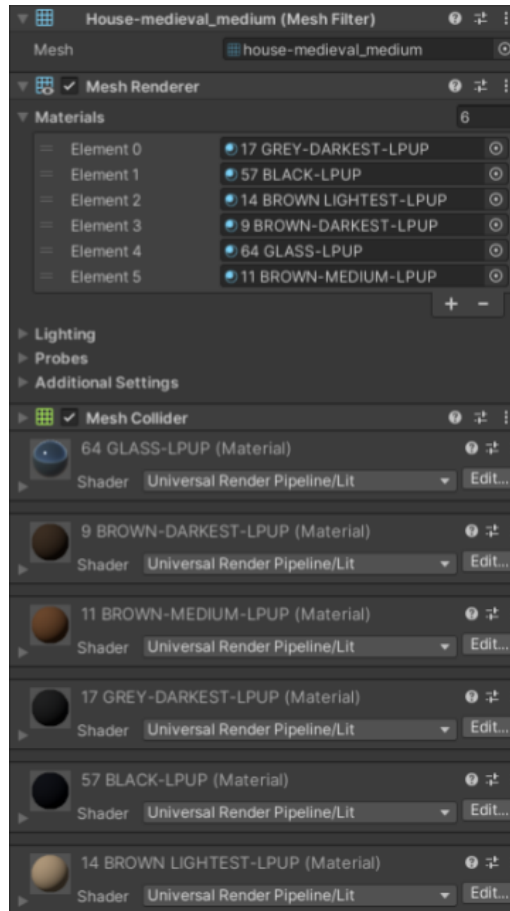 House-medieval_medium (Mesh Filter)
Mesh house-medieval_medium
Mesh Renderer
Materials 6
Element 0 17 GREY-DARKEST-LPUP
Element 1 57 BLACK-LPUP
Element 2 14 BROWN LIGHTEST-LPUP
Element 3 9 BROWN-DARKEST-LPUP
Element 4 64 GLASS-LPUP
Element 5 11 BROWN-MEDIUM-LPUP
+ -
Lighting
Probes
Additional Settings
Mesh Collider
64 GLASS-LPUP (Material)
Shader Universal Render Pipeline/Lit Edit...
9 BROWN-DARKEST-LPUP (Material)
Shader Universal Render Pipeline/Lit Edit...
11 BROWN-MEDIUM-LPUP (Material)
Shader Universal Render Pipeline/Lit Edit...
17 GREY-DARKEST-LPUP (Material)
Shader Universal Render Pipeline/Lit Edit...
57 BLACK-LPUP (Material)
Shader Universal Render Pipeline/Lit Edit...
14 BROWN LIGHTEST-LPUP (Material)
Shader Universal Render Pipeline/Lit Edit...